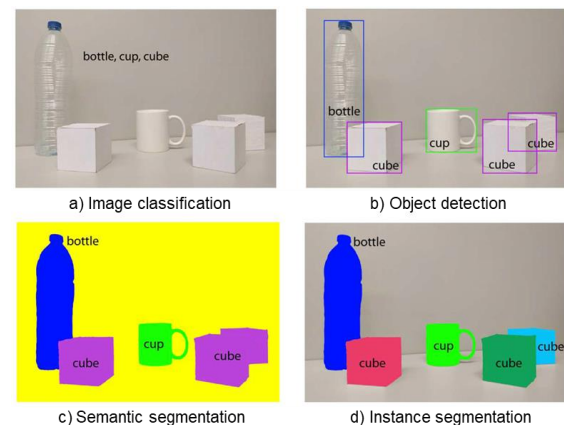 bottle, cup, cube
a) Image classification
bottle
cube
cup
cube
cube
b) Object detection
bottle
cube
cup
cube
c) Semantic segmentation
bottle
cube
cup
cube
cube
d) Instance segmentation